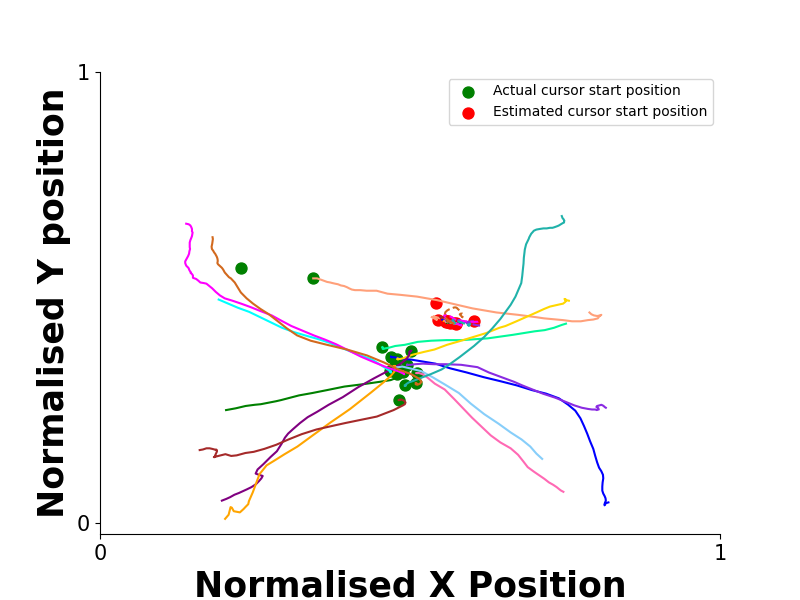 1
Actual cursor start position
Estimated cursor start position
Normalised Y position
0
0
1
Normalised X Position